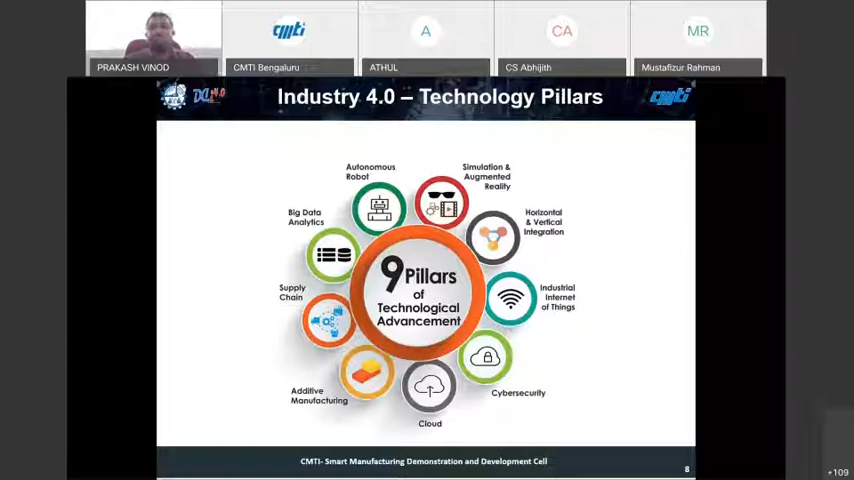 cmti
A
CA
MR
PRAKASH VINOD
CMTI Bengaluru
ATHUL
CS Abhijith
Mustafizur Rahman
Industry 4.0 – Technology Pillars
cmti
Autonomous
Robot
Simulation &
Augmented
Reality
Big Data
Analytics
Horizontal
& Vertical
Integration
9 Pillars
of
Technological
Advancement
Supply
Chain
Industrial
Internet
of Things
Additive
Manufacturing
Cybersecurity
Cloud
CMTI- Smart Manufacturing Demonstration and Development Cell
8
+109